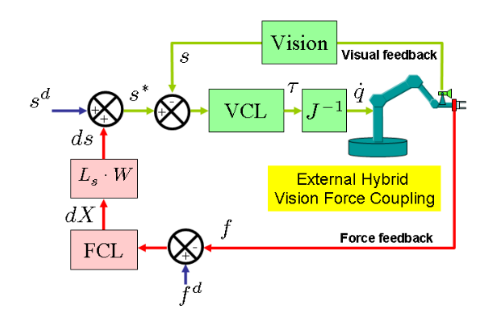 Vision
Visual feedback
s
s^d
+
+
s*
-
VCL
τ
J⁻¹
q̇
ds
L_s · W
External Hybrid
Vision Force Coupling
dX
FCL
-
+
f
Force feedback
f^d